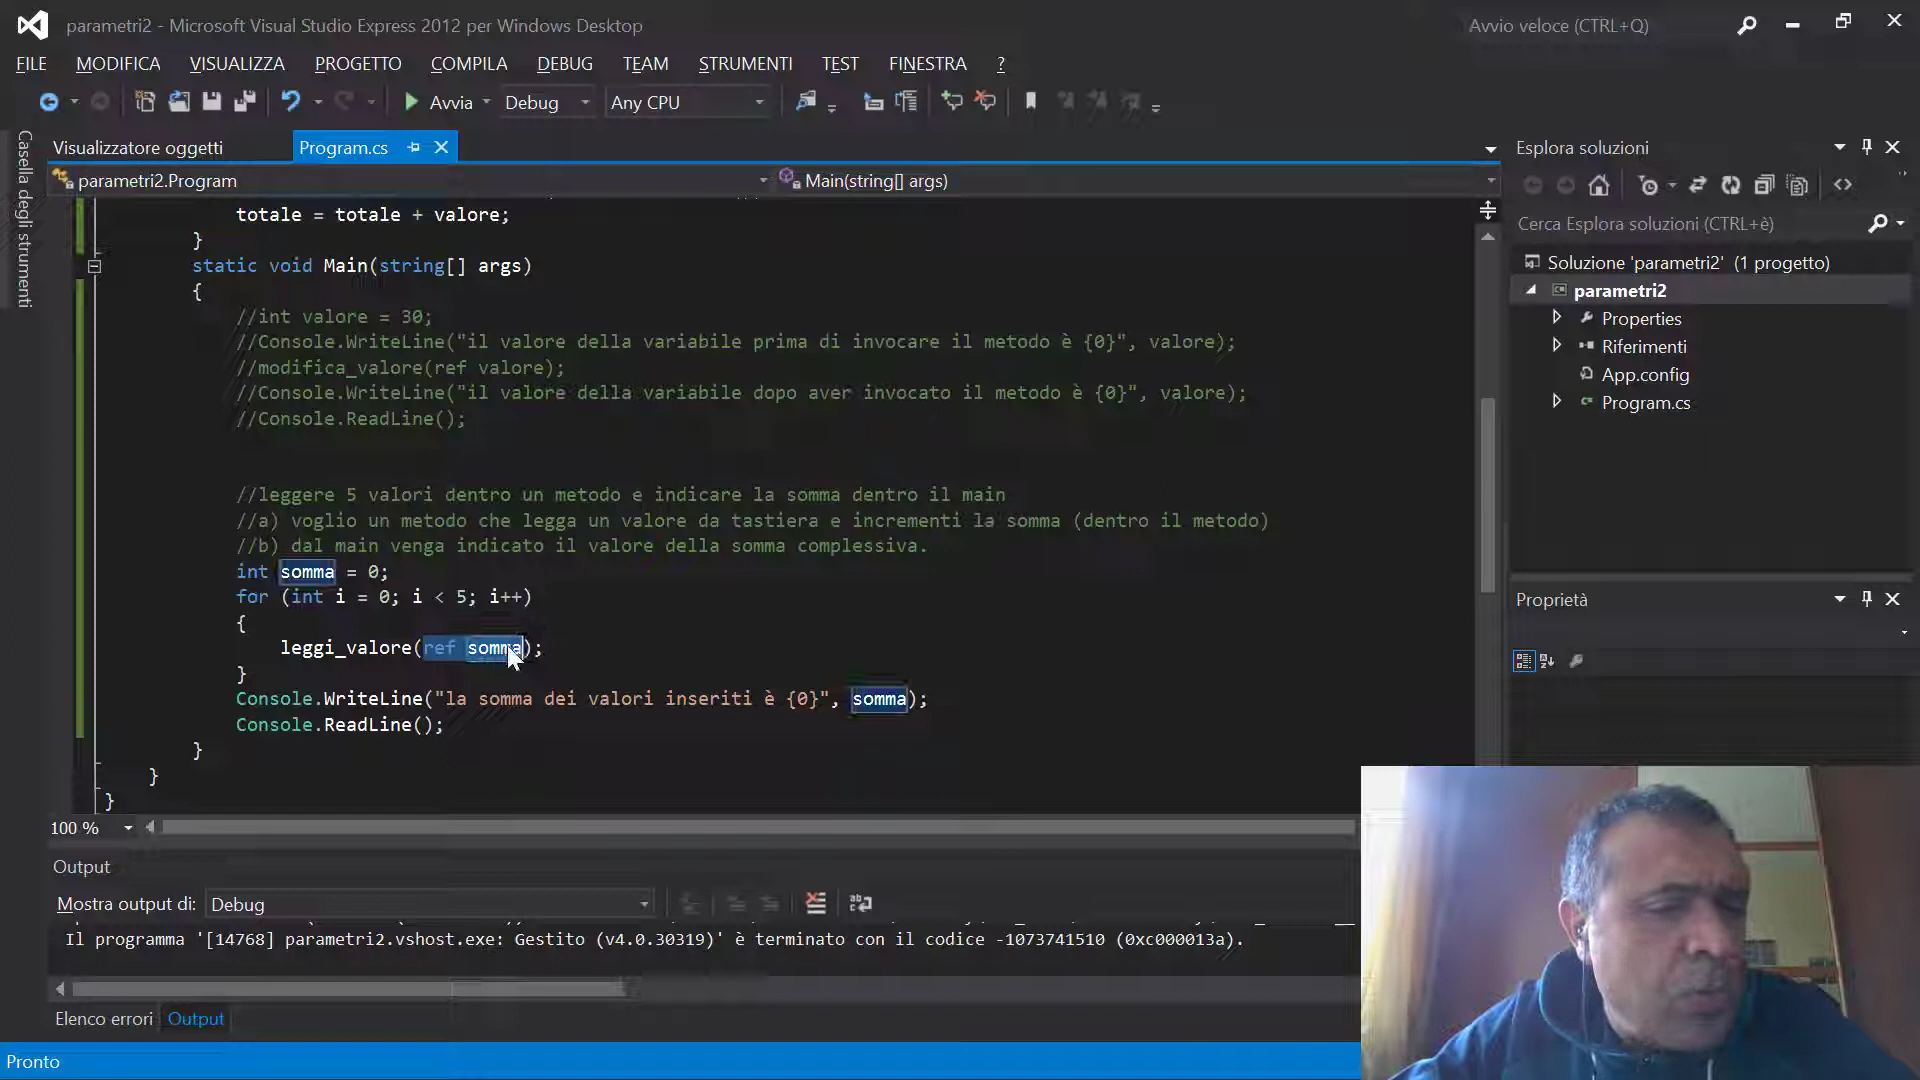 parametri2 - Microsoft Visual Studio Express 2012 per Windows Desktop
Avvio veloce (CTRL+Q)
FILE MODIFICA VISUALIZZA PROGETTO COMPILA DEBUG TEAM STRUMENTI TEST FINESTRA ?
Avvia Debug Any CPU
Casella degli strumenti
Visualizzatore oggetti
Program.cs
parametri2.Program
Main(string[] args)
totale = totale + valore;
}
static void Main(string[] args)
{
//int valore = 30;
//Console.WriteLine("il valore della variabile prima di invocare il metodo è {0}", valore);
//modifica_valore(ref valore);
//Console.WriteLine("il valore della variabile dopo aver invocato il metodo è {0}", valore);
//Console.ReadLine();
//leggere 5 valori dentro un metodo e indicare la somma dentro il main
//a) voglio un metodo che legga un valore da tastiera e incrementi la somma (dentro il metodo)
//b) dal main venga indicato il valore della somma complessiva.
int somma = 0;
for (int i = 0; i < 5; i++)
{
leggi_valore(ref somma);
}
Console.WriteLine("la somma dei valori inseriti è {0}", somma);
Console.ReadLine();
}
}
}
100 %
Output
Mostra output di: Debug
Il programma '[14768] parametri2.vshost.exe: Gestito (v4.0.30319)' è terminato con il codice -1073741510 (0xc000013a).
Elenco errori Output
Pronto
Esplora soluzioni
Cerca Esplora soluzioni (CTRL+è)
Soluzione 'parametri2' (1 progetto)
parametri2
Properties
Riferimenti
App.config
Program.cs
Proprietà